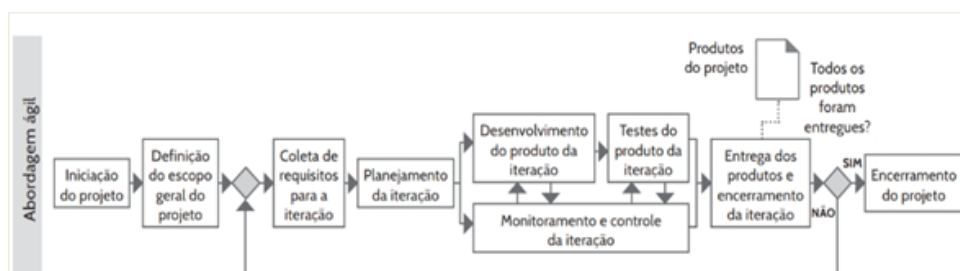 Abordagem ágil
Iniciação
do projeto
Definição
do escopo
geral do
projeto
Coleta de
requisitos
para a
iteração
Planejamento
da iteração
Desenvolvimento
do produto da
iteração
Testes do
produto da
iteração
Monitoramento e controle
da iteração
Produtos
do projeto
Entrega dos
produtos e
encerramento
da iteração
Todos os
produtos
foram
entregues?
SIM
NÃO
Encerramento
do projeto